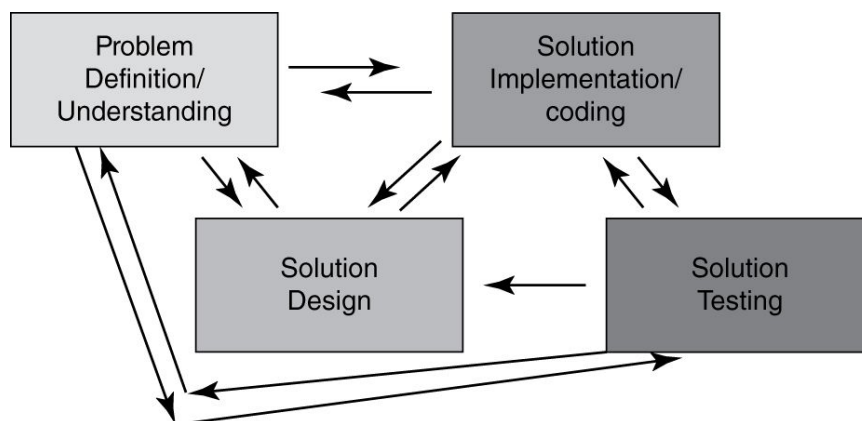 Problem
Definition/
Understanding
Solution
Implementation/
coding
Solution
Design
Solution
Testing